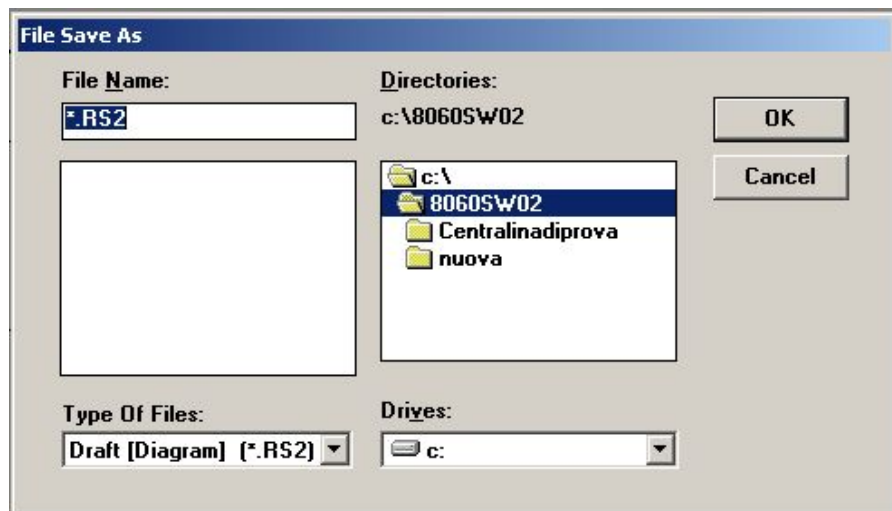 File Save As
File Name:
*.RS2
Directories:
c:\8060SW02
OK
Cancel
c:\
8060SW02
Centralinadiprova
nuova
Type Of Files:
Draft [Diagram] (*.RS2)
Drives:
c: